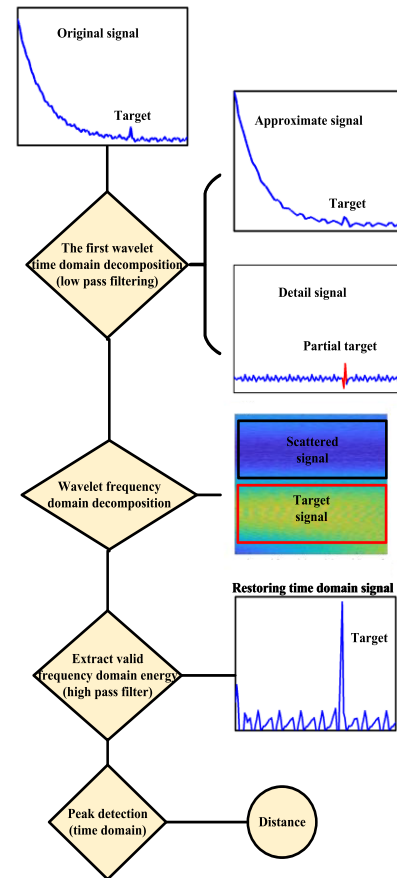 Original signal
Target
Approximate signal
Target
The first wavelet
time domain decomposition
(low pass filtering)
Detail signal
Partial target
Scattered
signal
Wavelet frequency
domain decomposition
Target
signal
Restoring time domain signal
Target
Extract valid
frequency domain energy
(high pass filter)
Peak detection
(time domain)
Distance